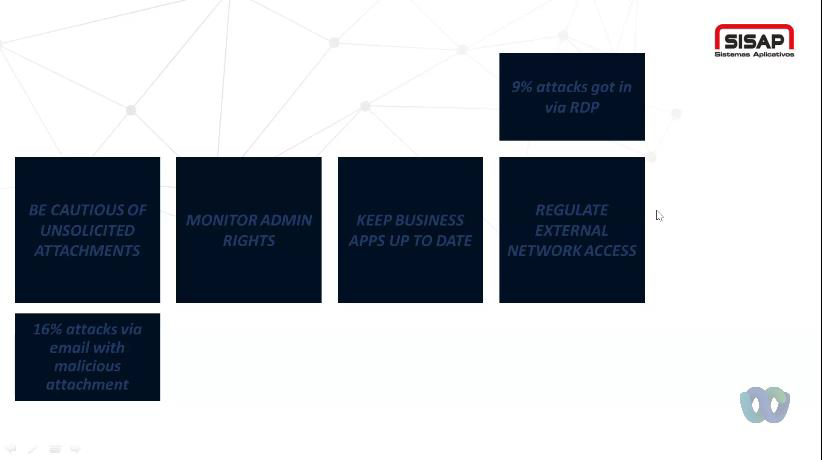 SISAP
Sistemas Aplicativos
9% attacks got in
via RDP
BE CAUTIOUS OF
UNSOLICITED
ATTACHMENTS
MONITOR ADMIN
RIGHTS
KEEP BUSINESS
APPS UP TO DATE
REGULATE
EXTERNAL
NETWORK ACCESS
16% attacks via
email with
malicious
attachment